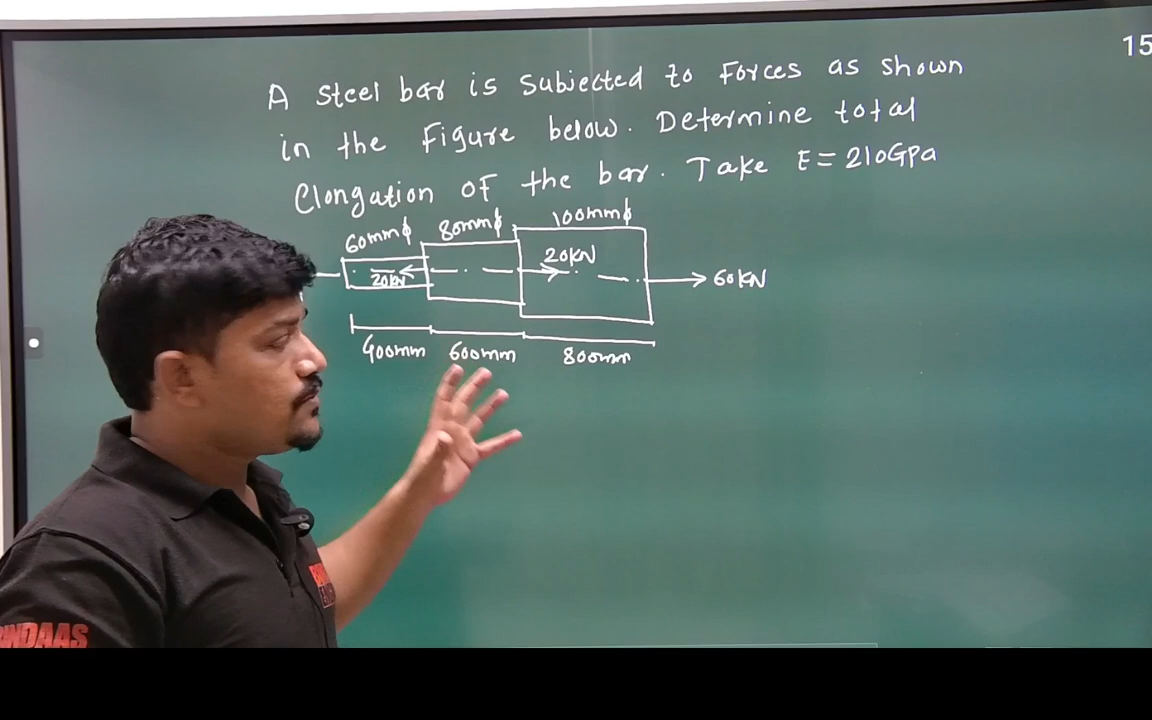 15
A steel bar is subjected to Forces as shown
in the Figure below. Determine total
Elongation of the bar. Take E = 210GPa
60mmϕ 80mmϕ 100mmϕ
20KN 20KN 60KN
400mm 600mm 800mm
NDAAS